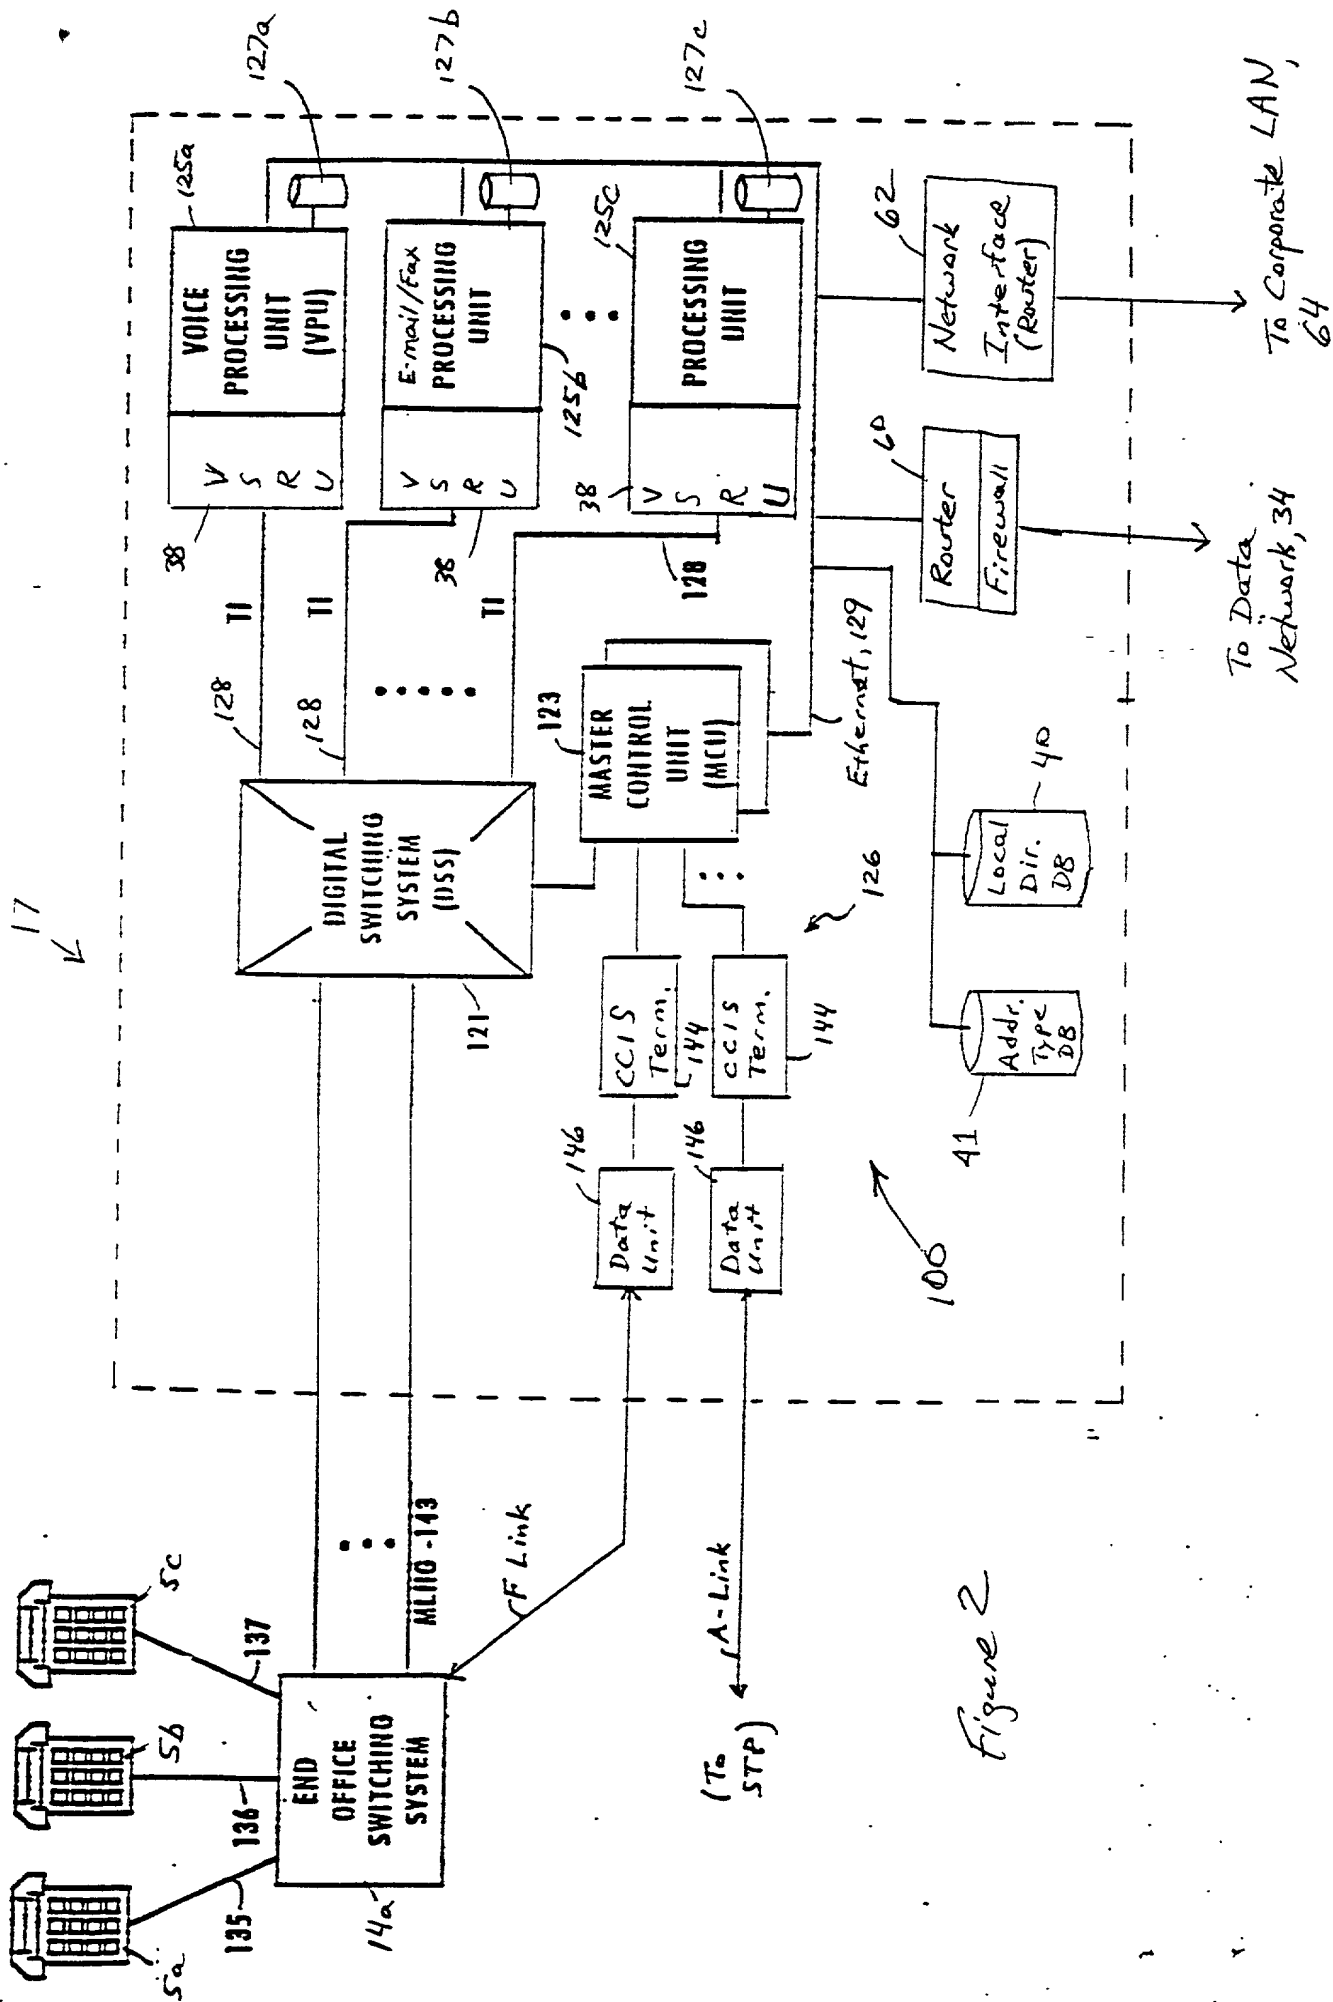 17
5a
5b
5c
135
136
137
END
OFFICE
SWITCHING
SYSTEM
14a
MLHG-143
F Link
A-Link
(To
STP)
DIGITAL
SWITCHING
SYSTEM
(DSS)
121
128
128
128
T1
T1
T1
38
V
S
R
U
VOICE
PROCESSING
UNIT
(VPU)
125a
127a
38
V
S
R
U
E-mail/Fax
PROCESSING
UNIT
125b
127b
38
V
S
R
U
PROCESSING
UNIT
125c
127c
123
MASTER
CONTROL
UNIT
(MCU)
Ethernet, 129
126
CCIS
Term.
144
CCIS
Term.
144
146
Data
Unit
146
Data
Unit
62
Network
Interface
(Router)
60
Router
Firewall
40
Local
Dir.
DB
41
Addr.
Type
DB
100
To Corporate LAN,
64
To Data
Network, 34
Figure 2